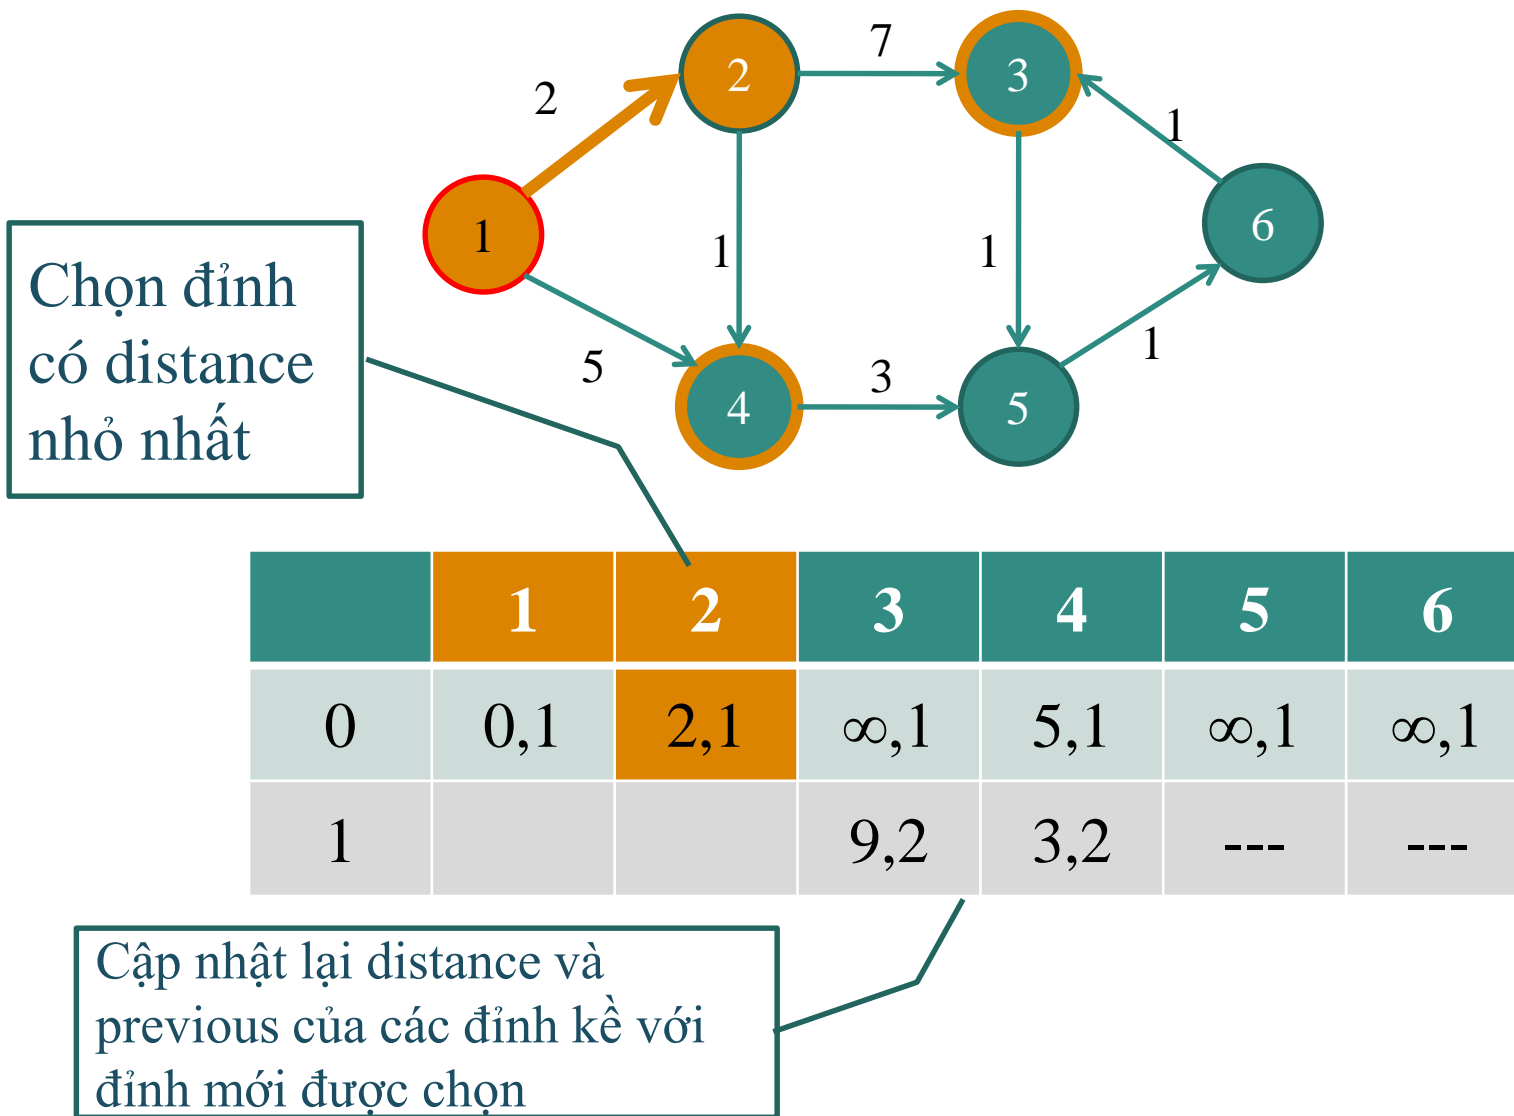 7
2
3
2
1
1
6
Chọn đỉnh
có distance
nhỏ nhất
1
1
5
3
1
4
5
1 2 3 4 5 6
0 0,1 2,1 ∞,1 5,1 ∞,1 ∞,1
1 9,2 3,2 --- ---
Cập nhật lại distance và
previous của các đỉnh kề với
đỉnh mới được chọn